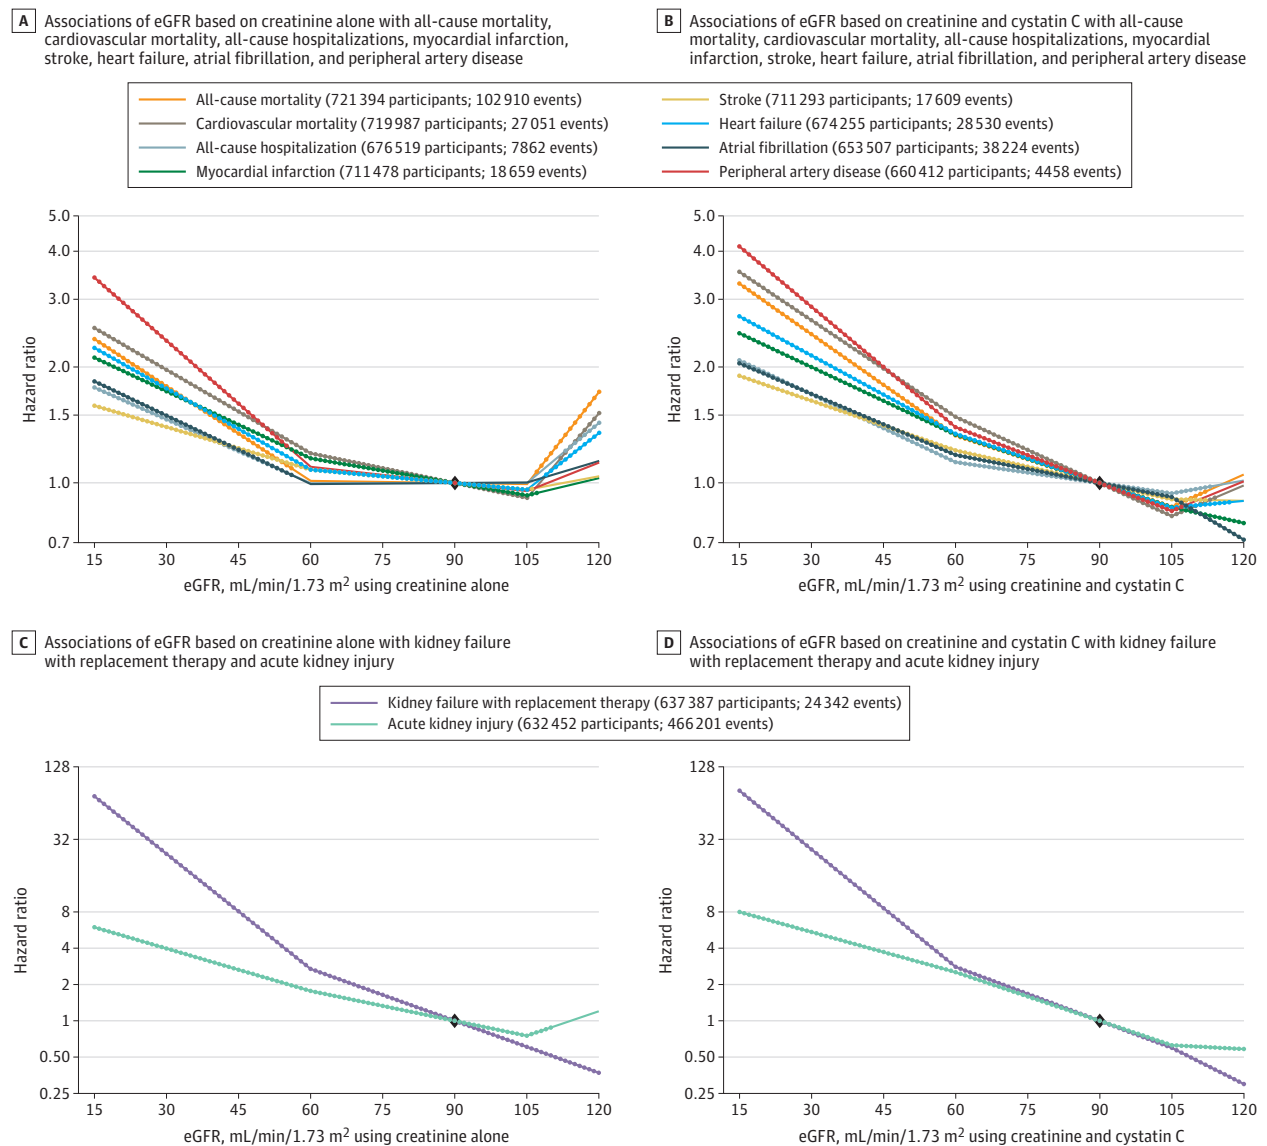 A Associations of eGFR based on creatinine alone with all-cause mortality,
cardiovascular mortality, all-cause hospitalizations, myocardial infarction,
stroke, heart failure, atrial fibrillation, and peripheral artery disease
B Associations of eGFR based on creatinine and cystatin C with all-cause
mortality, cardiovascular mortality, all-cause hospitalizations, myocardial
infarction, stroke, heart failure, atrial fibrillation, and peripheral artery disease
All-cause mortality (721 394 participants; 102 910 events)
Cardiovascular mortality (719 987 participants; 27 051 events)
All-cause hospitalization (676 519 participants; 7862 events)
Myocardial infarction (711 478 participants; 18 659 events)
Stroke (711 293 participants; 17 609 events)
Heart failure (674 255 participants; 28 530 events)
Atrial fibrillation (653 507 participants; 38 224 events)
Peripheral artery disease (660 412 participants; 4458 events)
Hazard ratio
5.0
4.0
3.0
2.0
1.5
1.0
0.7
15 30 45 60 75 90 105 120
eGFR, mL/min/1.73 m² using creatinine alone
Hazard ratio
5.0
4.0
3.0
2.0
1.5
1.0
0.7
15 30 45 60 75 90 105 120
eGFR, mL/min/1.73 m² using creatinine and cystatin C
C Associations of eGFR based on creatinine alone with kidney failure
with replacement therapy and acute kidney injury
D Associations of eGFR based on creatinine and cystatin C with kidney failure
with replacement therapy and acute kidney injury
Kidney failure with replacement therapy (637 387 participants; 24 342 events)
Acute kidney injury (632 452 participants; 466 201 events)
Hazard ratio
128
32
8
4
2
1
0.50
0.25
15 30 45 60 75 90 105 120
eGFR, mL/min/1.73 m² using creatinine alone
Hazard ratio
128
32
8
4
2
1
0.50
0.25
15 30 45 60 75 90 105 120
eGFR, mL/min/1.73 m² using creatinine and cystatin C